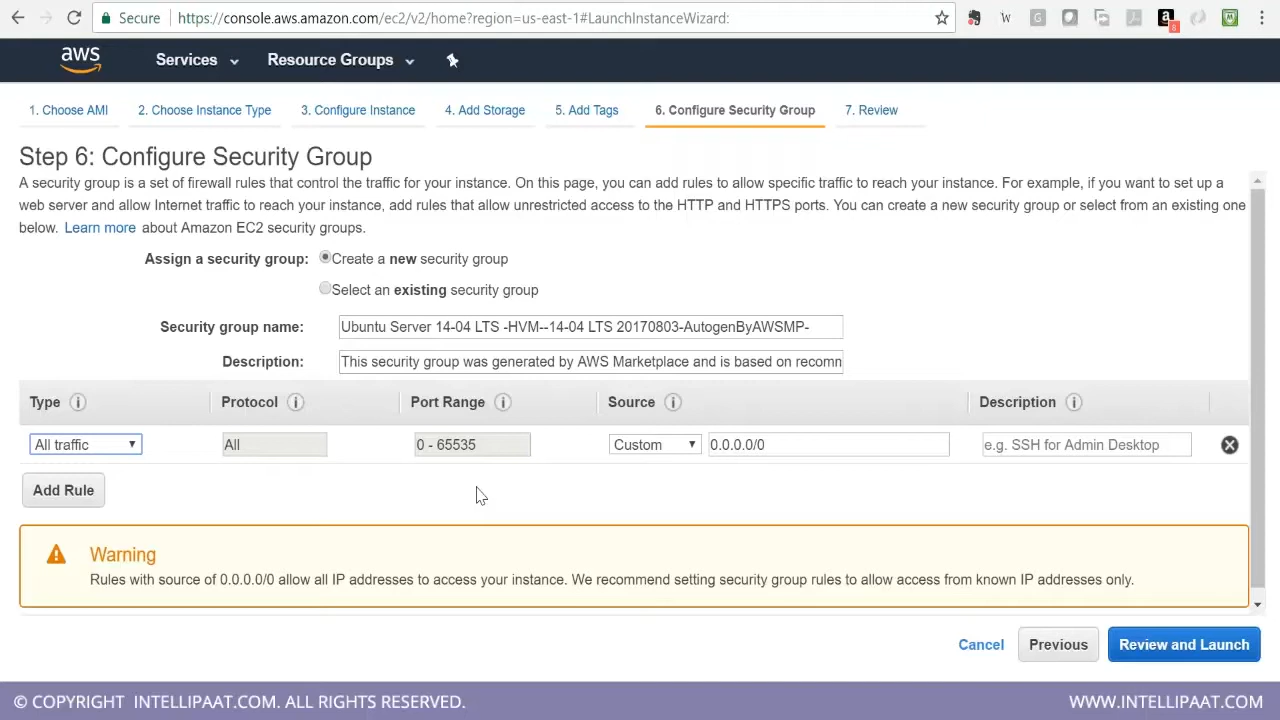 Secure https://console.aws.amazon.com/ec2/v2/home?region=us-east-1#LaunchInstanceWizard:
W G a 8 M
aws Services Resource Groups
1. Choose AMI 2. Choose Instance Type 3. Configure Instance 4. Add Storage 5. Add Tags 6. Configure Security Group 7. Review
Step 6: Configure Security Group
A security group is a set of firewall rules that control the traffic for your instance. On this page, you can add rules to allow specific traffic to reach your instance. For example, if you want to set up a
web server and allow Internet traffic to reach your instance, add rules that allow unrestricted access to the HTTP and HTTPS ports. You can create a new security group or select from an existing one
below. Learn more about Amazon EC2 security groups.
Assign a security group: Create a new security group
Select an existing security group
Security group name: Ubuntu Server 14-04 LTS -HVM--14-04 LTS 20170803-AutogenByAWSMP-
Description: This security group was generated by AWS Marketplace and is based on recomn
Type i Protocol i Port Range i Source i Description i
All traffic All 0 - 65535 Custom 0.0.0.0/0 e.g. SSH for Admin Desktop
Add Rule
Warning
Rules with source of 0.0.0.0/0 allow all IP addresses to access your instance. We recommend setting security group rules to allow access from known IP addresses only.
Cancel Previous Review and Launch
© COPYRIGHT INTELLIPAAT.COM. ALL RIGHTS RESERVED. WWW.INTELLIPAAT.COM